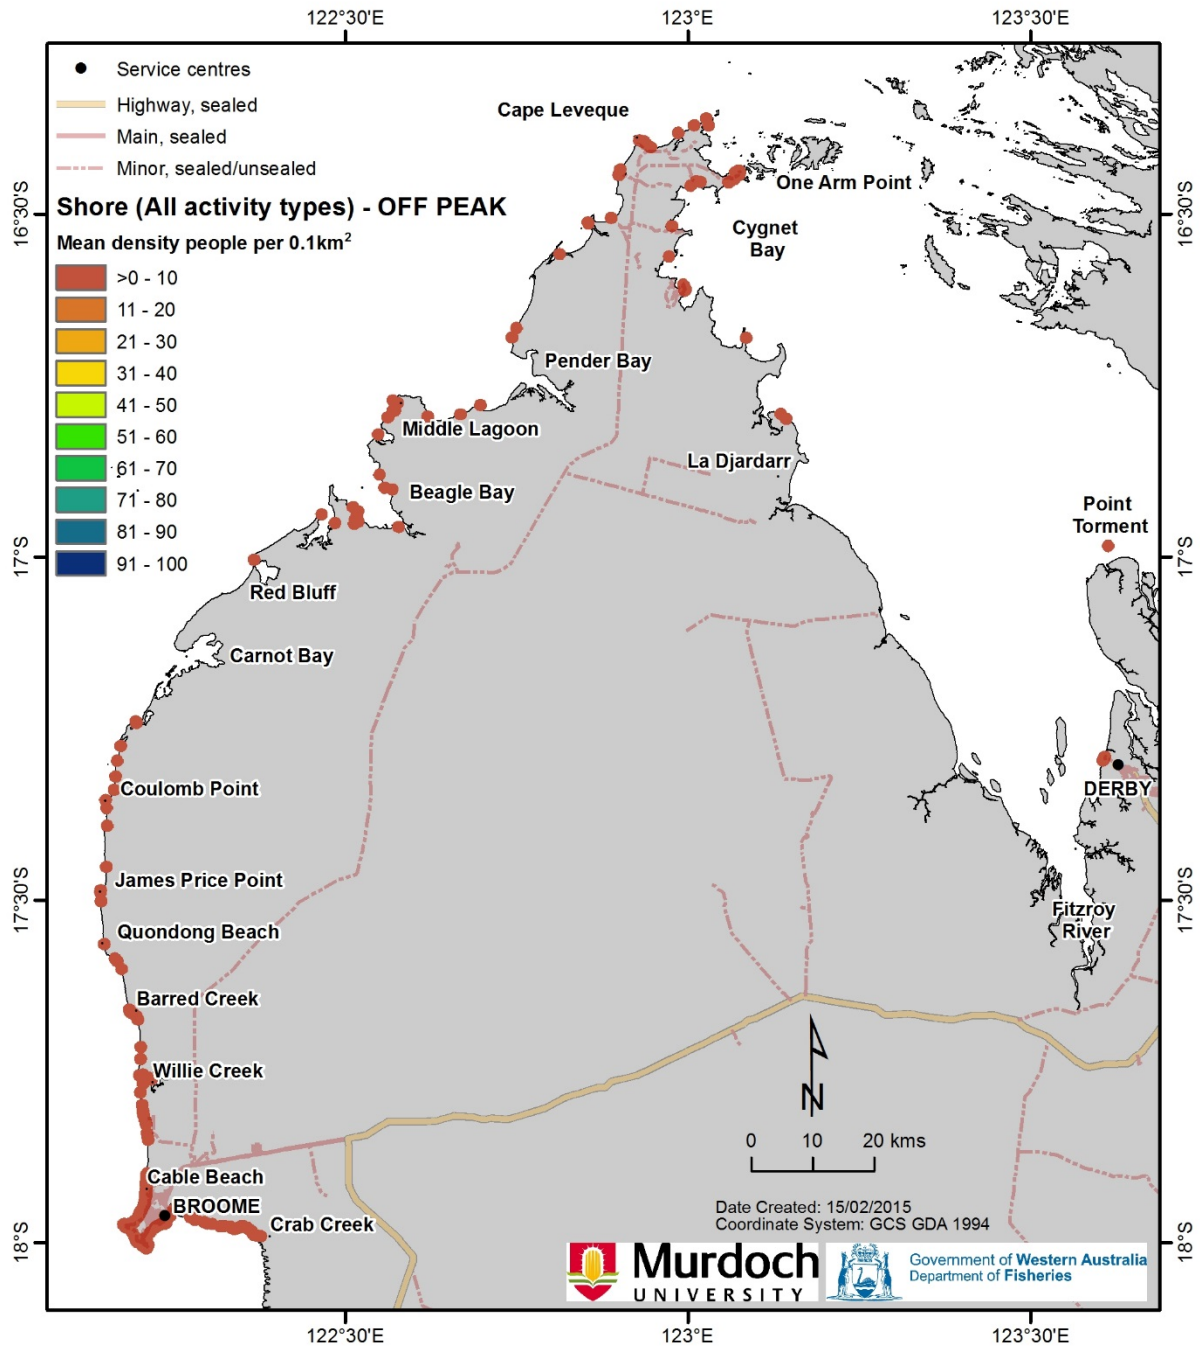 122°30'E 123°E 123°30'E
Service centres
Highway, sealed
Main, sealed
Minor, sealed/unsealed
Shore (All activity types) - OFF PEAK
Mean density people per 0.1km²
>0 - 10
11 - 20
21 - 30
31 - 40
41 - 50
51 - 60
61 - 70
71 - 80
81 - 90
91 - 100
Cape Leveque
One Arm Point
Cygnet
Bay
Pender Bay
Middle Lagoon
La Djardarr
Beagle Bay
Point
Torment
Red Bluff
Carnot Bay
Coulomb Point
DERBY
James Price Point
Fitzroy
River
Quondong Beach
Barred Creek
Willie Creek
N
0 10 20 kms
Cable Beach
BROOME
Crab Creek
Date Created: 15/02/2015
Coordinate System: GCS GDA 1994
Murdoch
UNIVERSITY
Government of Western Australia
Department of Fisheries
16°30'S
17°S
17°30'S
18°S
16°30'S
17°S
17°30'S
18°S
122°30'E 123°E 123°30'E